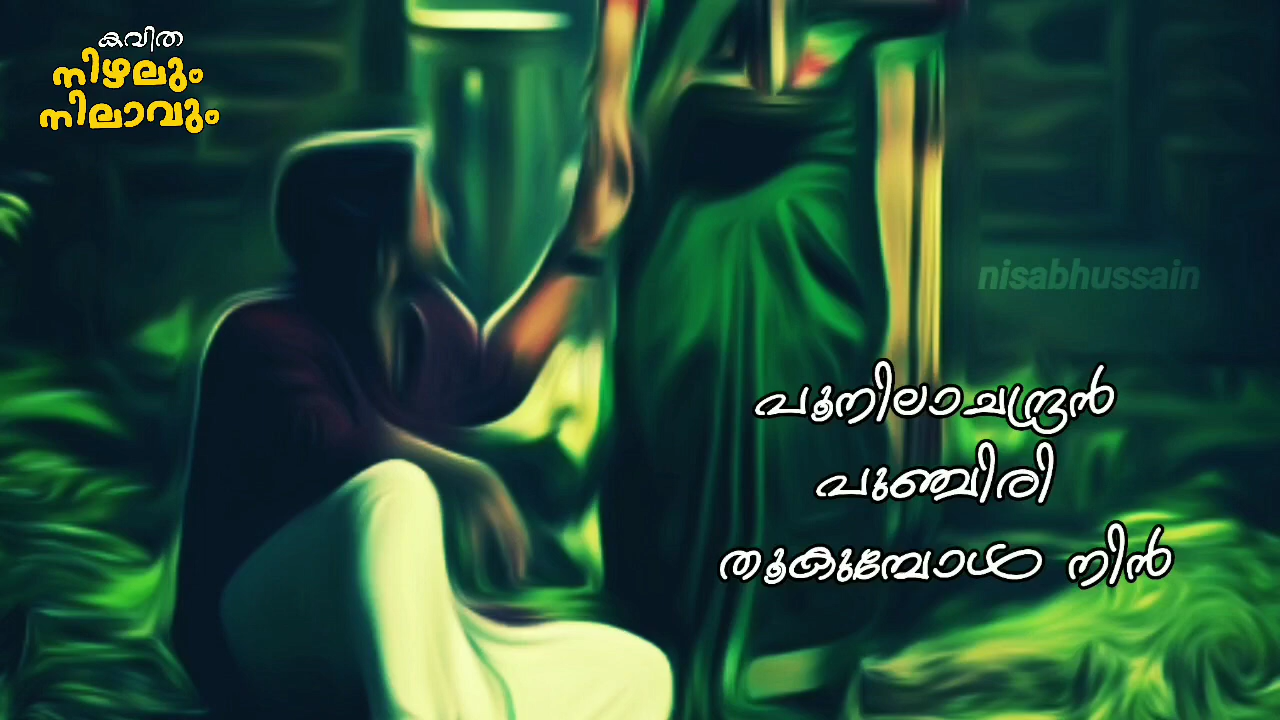 കവിത
നിഴലും
നിലാവും
nisabhussain
പൂനിലാചന്ദ്രൻ
പുഞ്ചിരി
തൂകുമ്പോൾ നിൻ